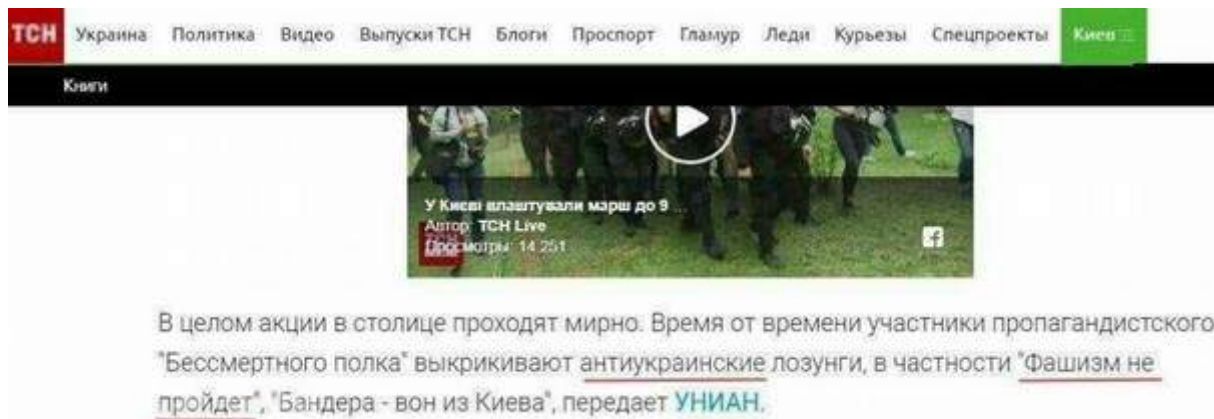 ТСН Украина Политика Видео Выпуски ТСН Блоги Проспорт Гламур Леди Курьезы Спецпроекты Киев
Книги
У Києві влаштували марш до 9 ...
Автор: ТСН Live
Просмотры: 14 251
В целом акции в столице проходят мирно. Время от времени участники пропагандистского
"Бессмертного полка" выкрикивают антиукраинские лозунги, в частности "Фашизм не
пройдет", "Бандера - вон из Киева", передает УНИАН.